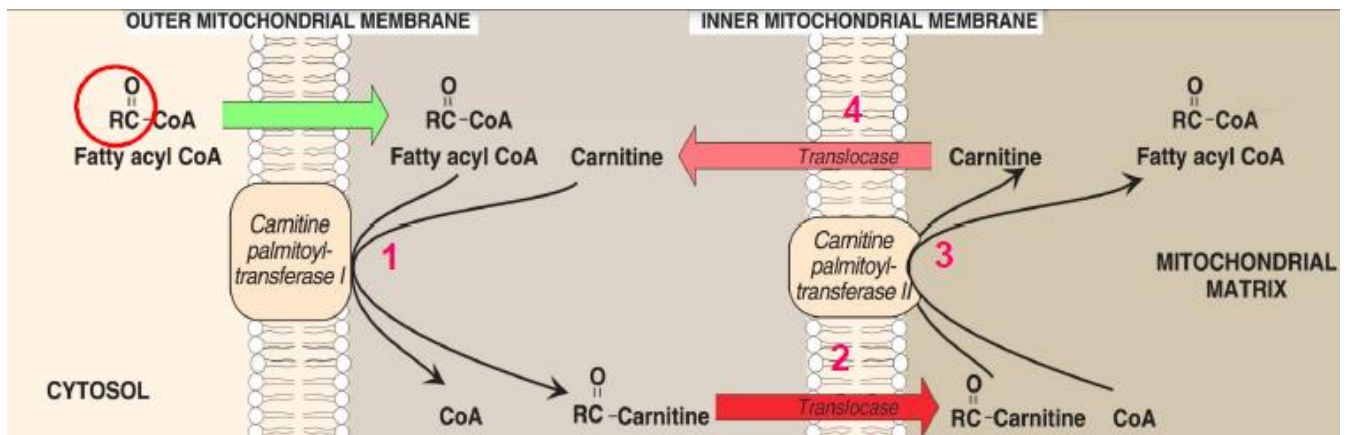 OUTER MITOCHONDRIAL MEMBRANE
INNER MITOCHONDRIAL MEMBRANE
O
RC-CoA
Fatty acyl CoA
O
RC-CoA
Fatty acyl CoA
Carnitine
4
Translocase
Carnitine
O
RC-CoA
Fatty acyl CoA
Carnitine
palmitoyl-
transferase I
1
Carnitine
palmitoyl-
transferase II
3
MITOCHONDRIAL
MATRIX
CYTOSOL
CoA
O
RC-Carnitine
2
Translocase
O
RC-Carnitine
CoA